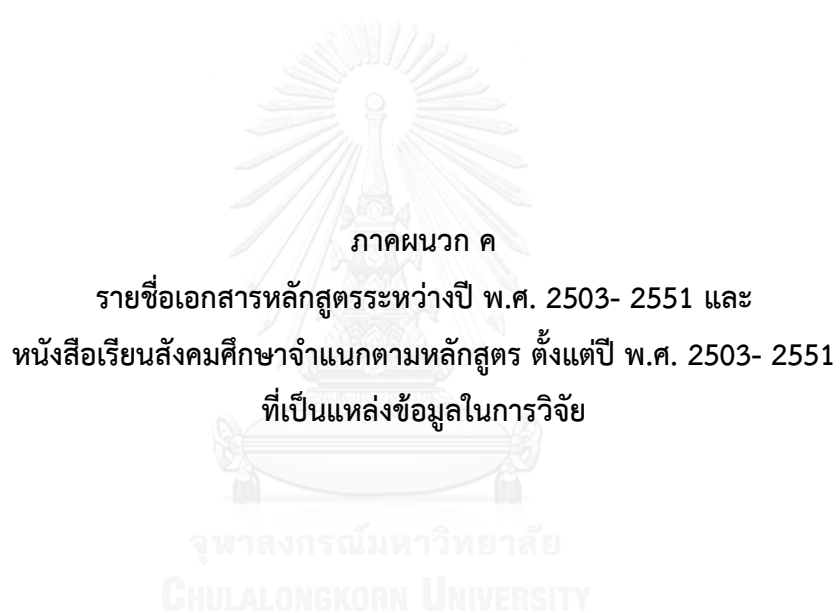 ภาคผนวก ค
รายชื่อเอกสารหลักสูตรระหว่างปี พ.ศ. 2503- 2551 และ
หนังสือเรียนสังคมศึกษาจำแนกตามหลักสูตร ตั้งแต่ปี พ.ศ. 2503- 2551
ที่เป็นแหล่งข้อมูลในการวิจัย
จุฬาลงกรณ์มหาวิทยาลัย
CHULALONGKORN UNIVERSITY